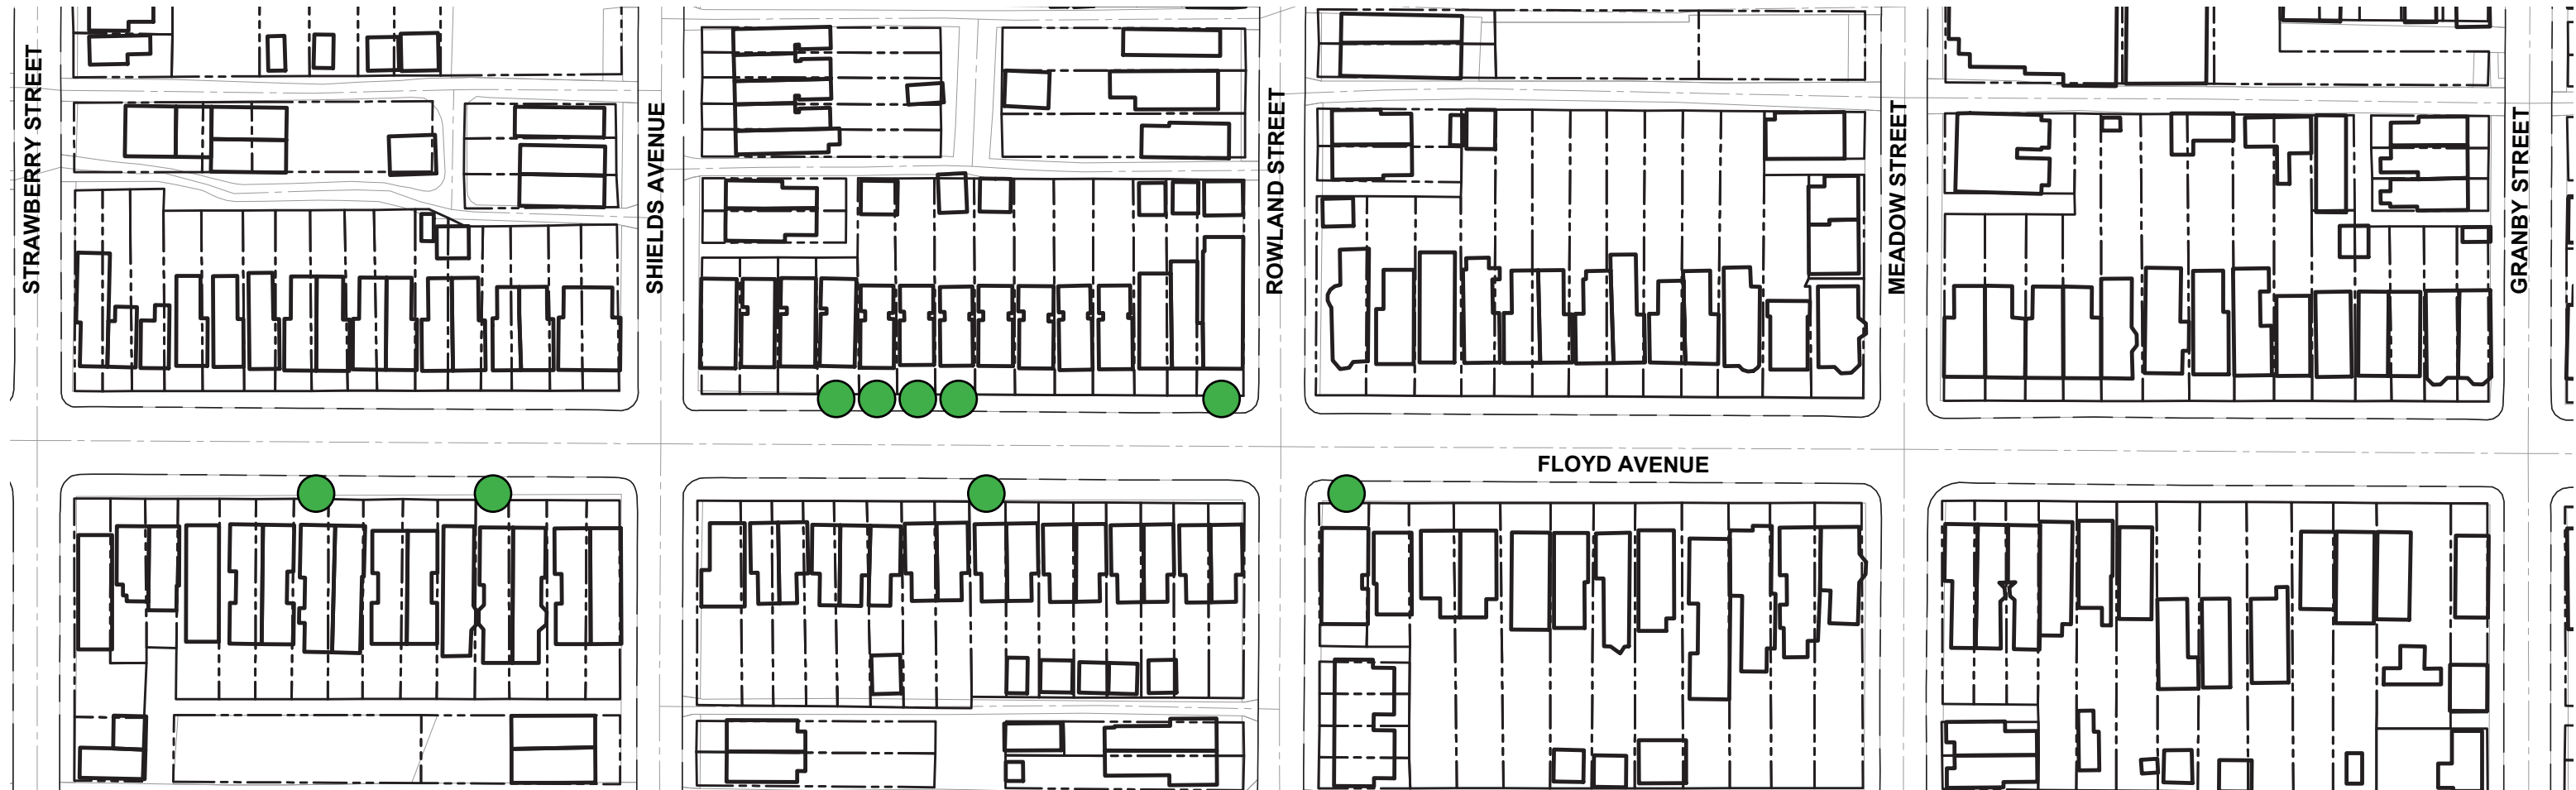 STRAWBERRY STREET
SHIELDS AVENUE
ROWLAND STREET
MEADOW STREET
GRANBY STREET
FLOYD AVENUE